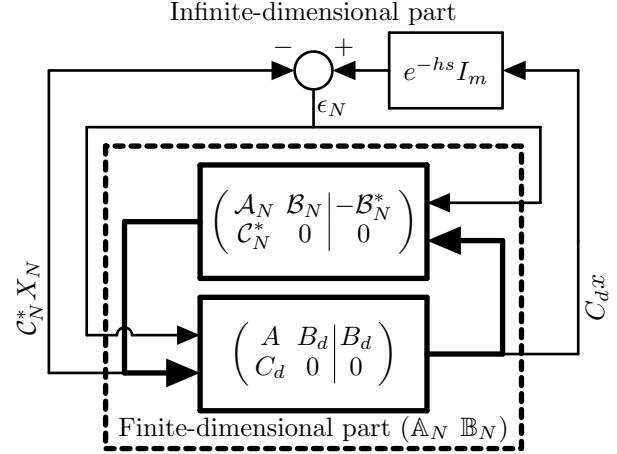 Infinite-dimensional part
− +
e^{-hs} I_m
ϵ_N
𝒜_N ℬ_N | −ℬ_N^*
𝒞_N^* 0 | 0
𝒞_N^* X_N
C_d x
A B_d | B_d
C_d 0 | 0
Finite-dimensional part (𝔸_N 𝔹_N)